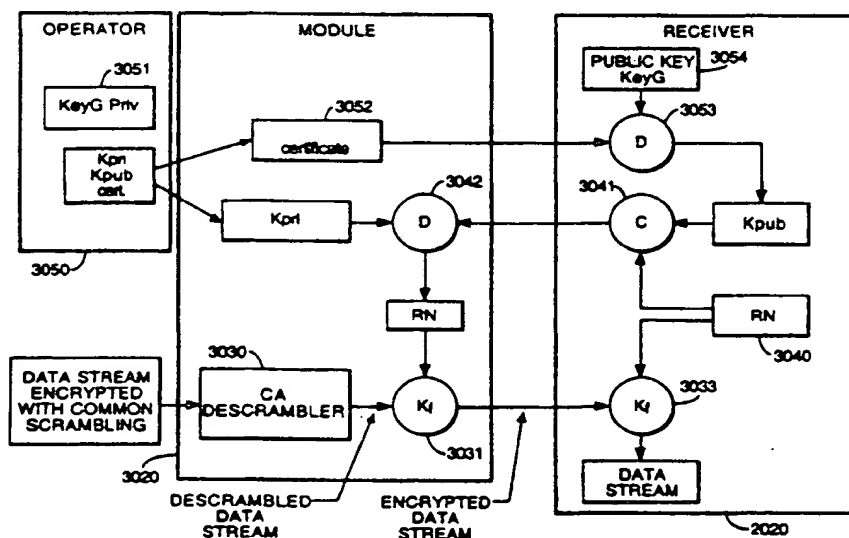 OPERATOR
3051
KeyG Priv
Kpri
Kpub
cert.
3050
MODULE
3052
certificate
3042
Kpri
D
RN
3030
CA
DESCRAMBLER
Kf
3031
3020
DATA STREAM
ENCRYPTED
WITH COMMON
SCRAMBLING
DESCRAMBLED
DATA
STREAM
ENCRYPTED
DATA
STREAM
RECEIVER
PUBLIC KEY
KeyG
3054
3053
D
3041
C
Kpub
RN
3040
3033
Kf
DATA
STREAM
2020